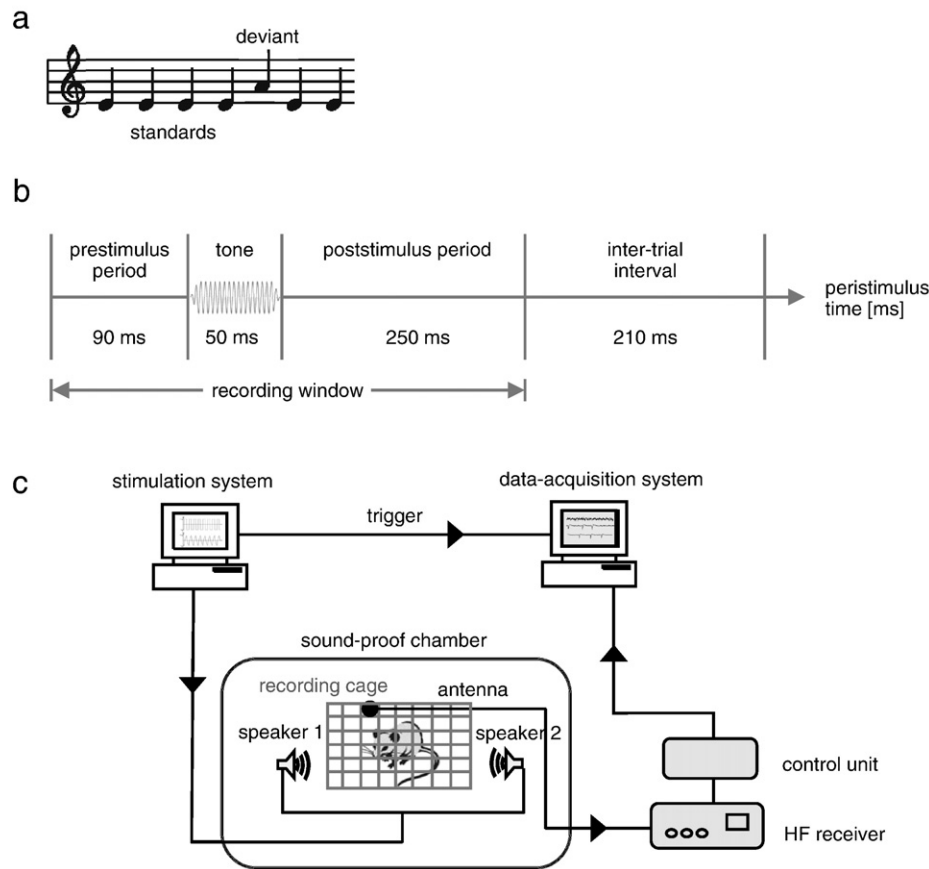 a
deviant
standards
b
prestimulus period
tone
poststimulus period
inter-trial interval
peristimulus time [ms]
90 ms
50 ms
250 ms
210 ms
recording window
c
stimulation system
data-acquisition system
trigger
sound-proof chamber
recording cage
antenna
speaker 1
speaker 2
control unit
HF receiver